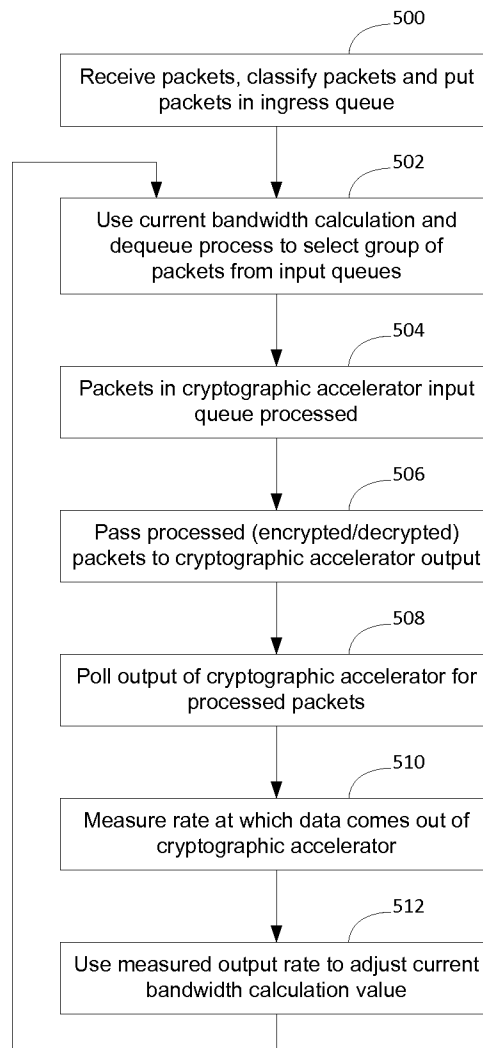 500
Receive packets, classify packets and put
packets in ingress queue
502
Use current bandwidth calculation and
dequeue process to select group of
packets from input queues
504
Packets in cryptographic accelerator input
queue processed
506
Pass processed (encrypted/decrypted)
packets to cryptographic accelerator output
508
Poll output of cryptographic accelerator for
processed packets
510
Measure rate at which data comes out of
cryptographic accelerator
512
Use measured output rate to adjust current
bandwidth calculation value